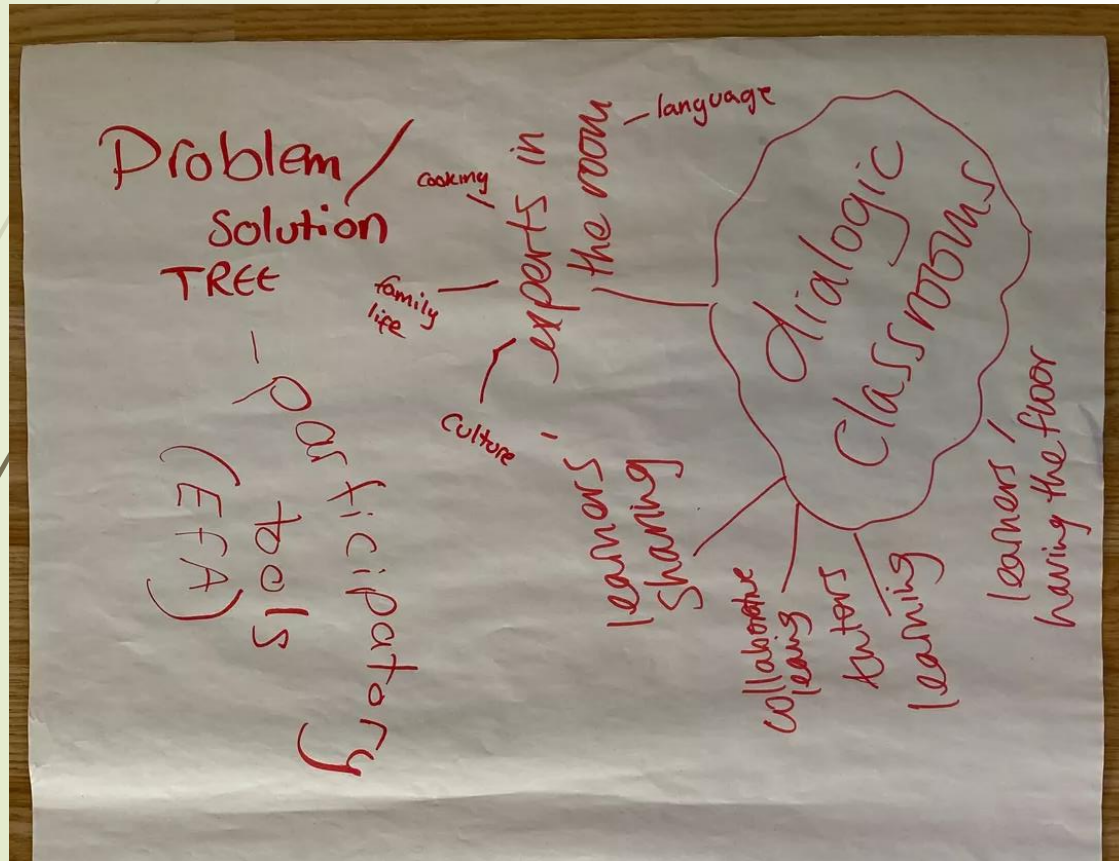 dialogic
Classrooms
experts in
the room
language
Cooking
family
life
Culture
learners
Sharing
collaborative
learing
tutors
learning
learners
having the floor
Problem/
Solution
TREE
- participatory
tools
(EfA)